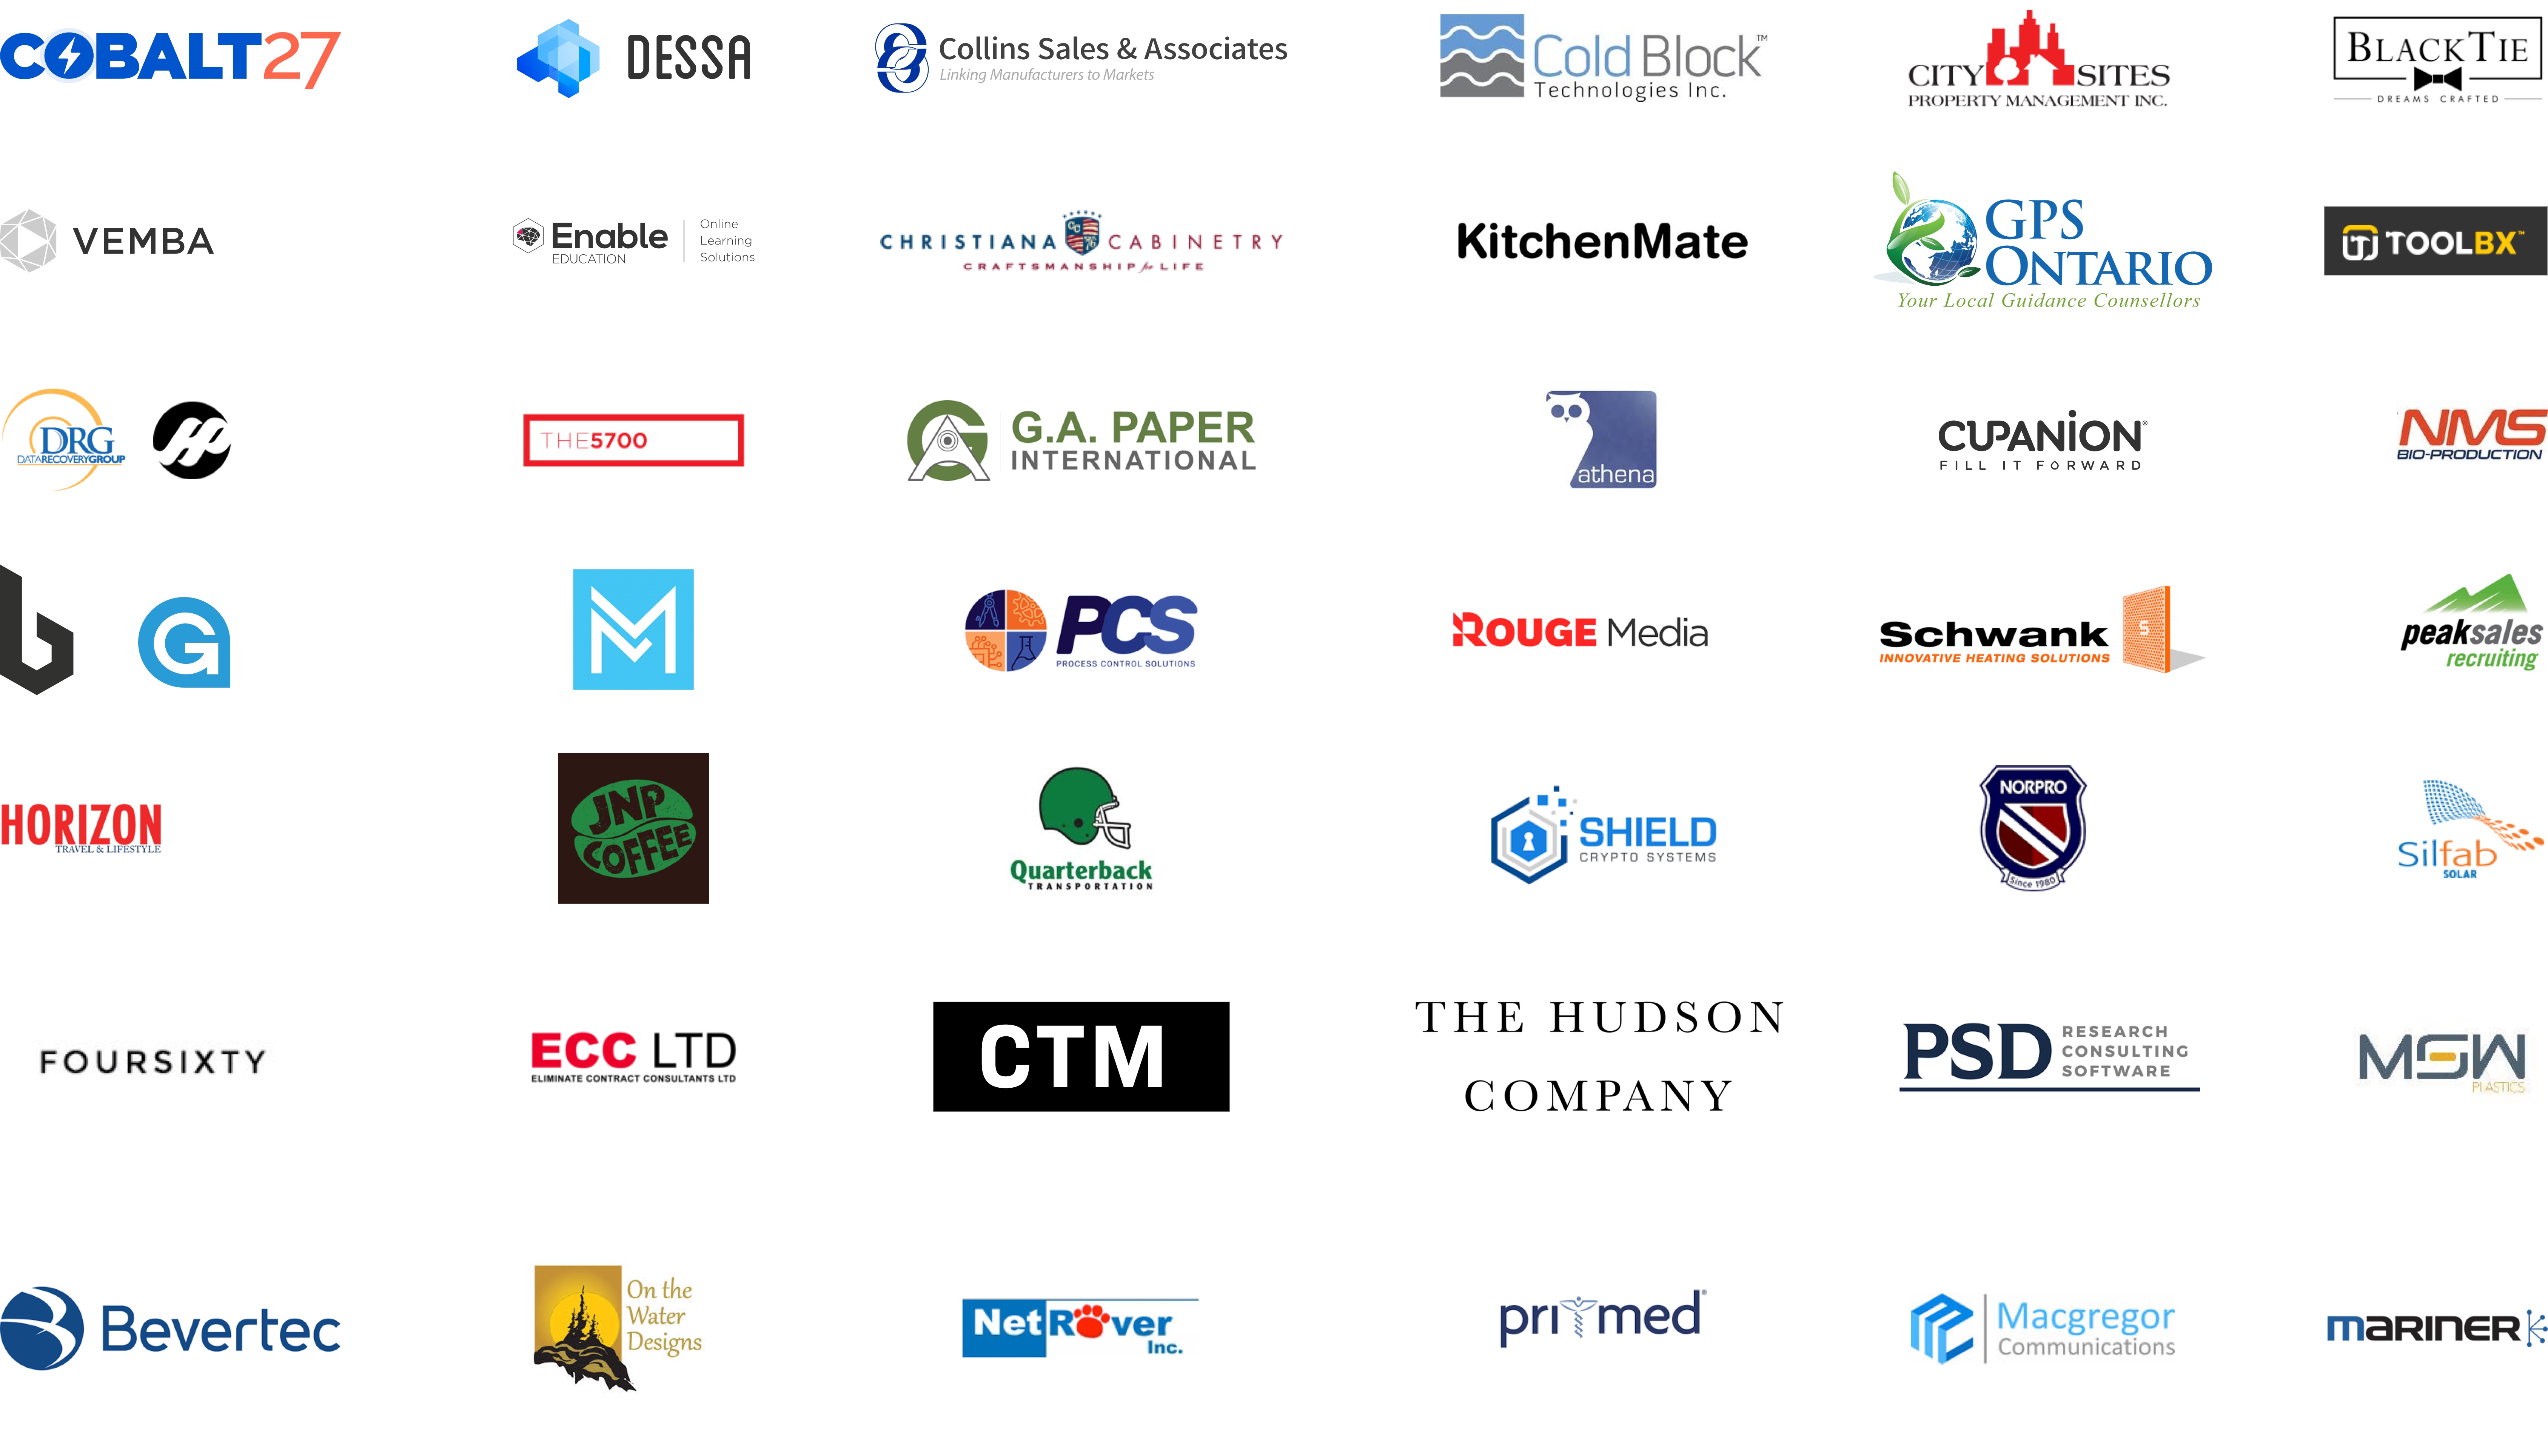 COBALT27
DESSA
Collins Sales & Associates
Linking Manufacturers to Markets
Cold Block™
Technologies Inc.
CITY SITES
PROPERTY MANAGEMENT INC.
BLACK TIE
DREAMS CRAFTED
VEMBA
Enable
EDUCATION
Online
Learning
Solutions
CHRISTIANA CABINETRY
CRAFTSMANSHIP for LIFE
KitchenMate
GPS
ONTARIO
Your Local Guidance Counsellors
TOOLBX™
DRG
DATARECOVERYGROUP
THE5700
G.A. PAPER
INTERNATIONAL
athena
CUPANION®
FILL IT FORWARD
NMS
BIO-PRODUCTION
b
G
M
PCS
PROCESS CONTROL SOLUTIONS
ROUGE Media
Schwank
INNOVATIVE HEATING SOLUTIONS
S
peaksales
recruiting
HORIZON
TRAVEL & LIFESTYLE
JNP
COFFEE
Quarterback
TRANSPORTATION
SHIELD
CRYPTO SYSTEMS
NORPRO
Since 1980
Silfab
SOLAR
FOURSIXTY
ECC LTD
ELIMINATE CONTRACT CONSULTANTS LTD
CTM
THE HUDSON
COMPANY
PSD
RESEARCH
CONSULTING
SOFTWARE
MSW
PLASTICS
Bevertec
On the
Water
Designs
NetRover
Inc.
pri med®
Macgregor
Communications
MARINER